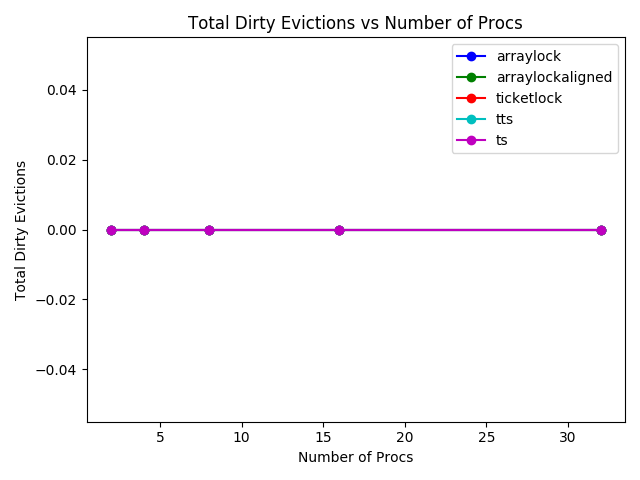 Total Dirty Evictions vs Number of Procs
arraylock
arraylockaligned
ticketlock
tts
ts
0.04
0.02
0.00
−0.02
−0.04
Total Dirty Evictions
5 10 15 20 25 30
Number of Procs